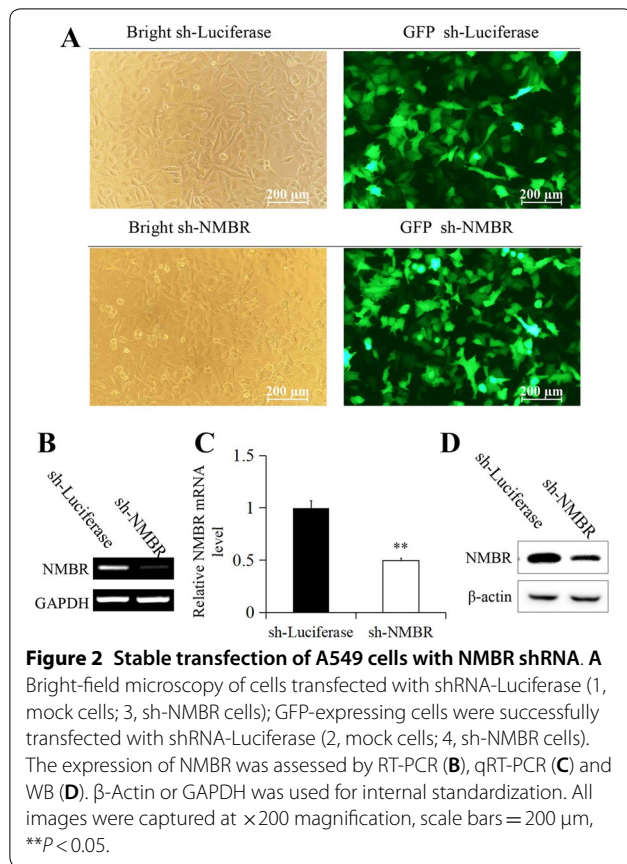 A
Bright sh-Luciferase
GFP sh-Luciferase
200 μm
200 μm
Bright sh-NMBR
GFP sh-NMBR
200 μm
200 μm
B
sh-Luciferase
sh-NMBR
NMBR
GAPDH
C
Relative NMBR mRNA
level
1.5
1
0.5
0
**
sh-Luciferase
sh-NMBR
D
sh-Luciferase
sh-NMBR
NMBR
β-actin
Figure 2 Stable transfection of A549 cells with NMBR shRNA. A
Bright-field microscopy of cells transfected with shRNA-Luciferase (1,
mock cells; 3, sh-NMBR cells); GFP-expressing cells were successfully
transfected with shRNA-Luciferase (2, mock cells; 4, sh-NMBR cells).
The expression of NMBR was assessed by RT-PCR (B), qRT-PCR (C) and
WB (D). β-Actin or GAPDH was used for internal standardization. All
images were captured at ×200 magnification, scale bars = 200 μm,
**P < 0.05.